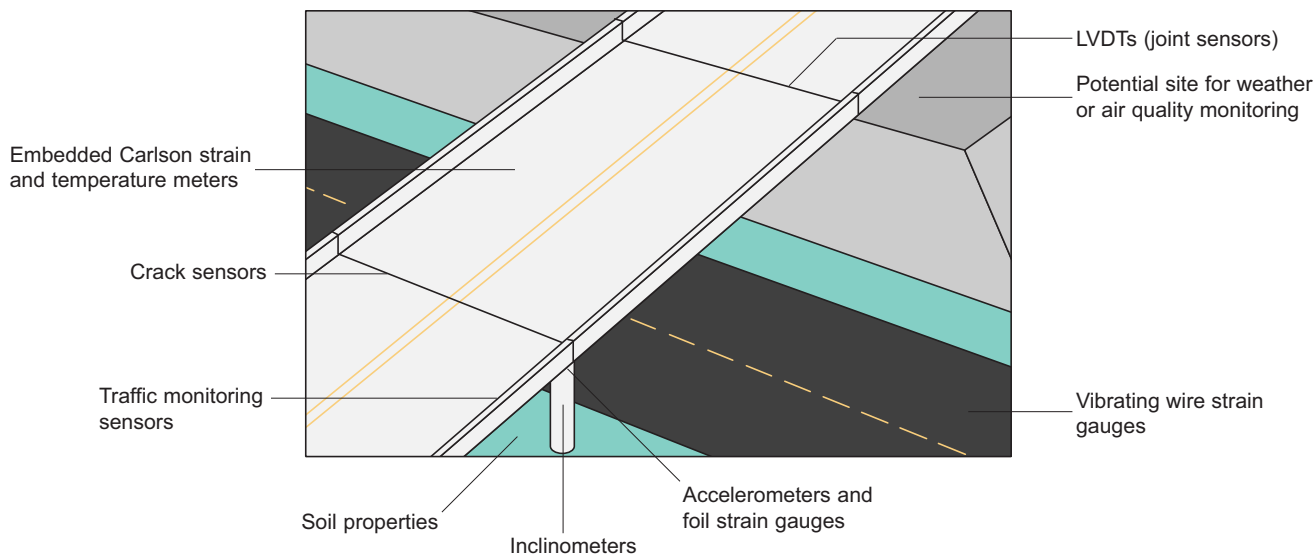 LVDTs (joint sensors)
Potential site for weather
or air quality monitoring
Embedded Carlson strain
and temperature meters
Crack sensors
Traffic monitoring
sensors
Vibrating wire strain
gauges
Accelerometers and
foil strain gauges
Soil properties
Inclinometers